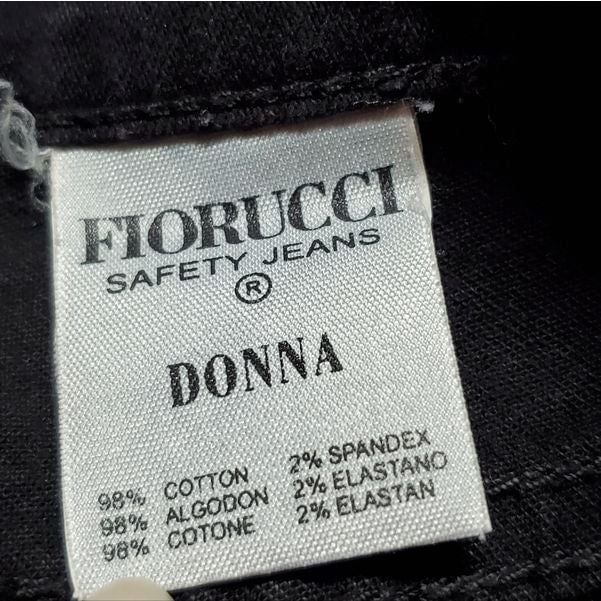 FIORUCCI
SAFETY JEANS
®
DONNA
98% COTTON 2% SPANDEX
98% ALGODON 2% ELASTANO
98% COTONE 2% ELASTAN